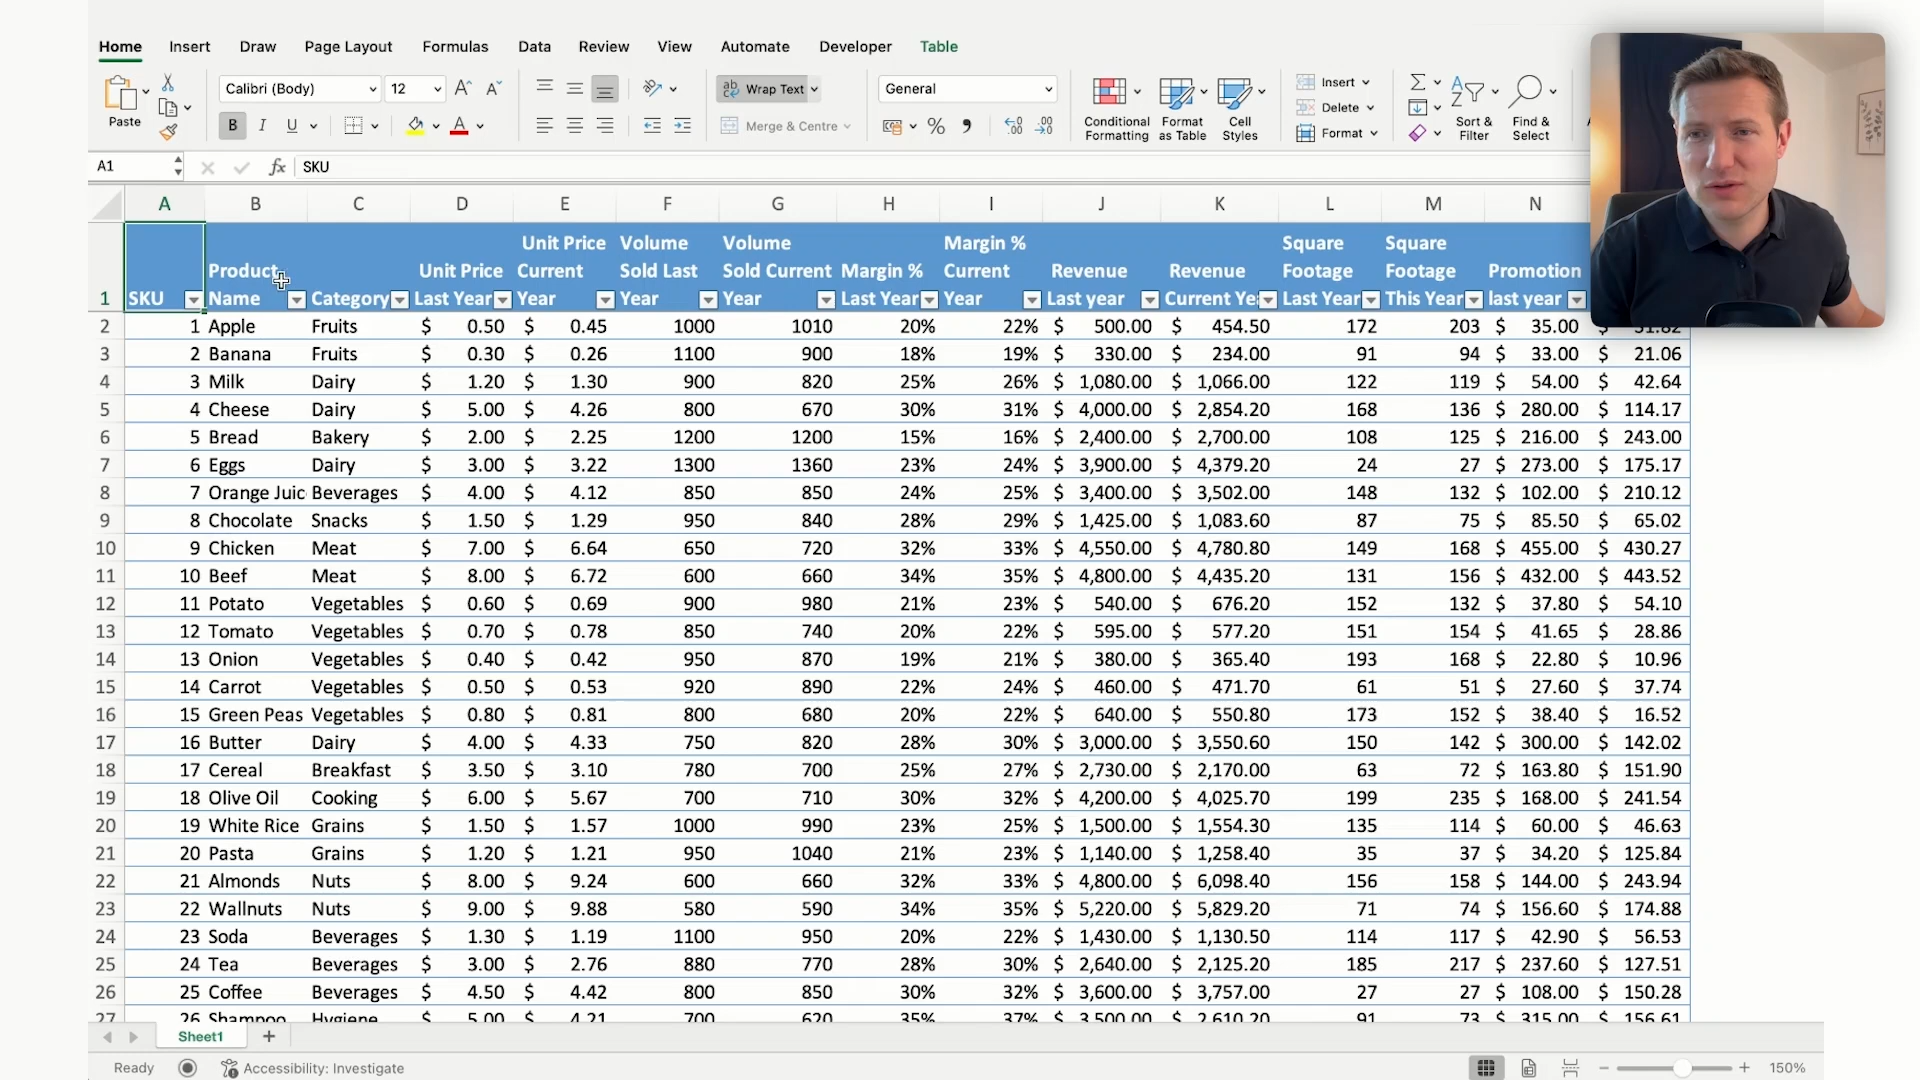 Home Insert Draw Page Layout Formulas Data Review View Automate Developer Table
Paste
Calibri (Body) 12
B I U
Wrap Text
Merge & Centre
General
Conditional Formatting
Format as Table
Cell Styles
Insert
Delete
Format
Sort & Filter
Find & Select
A1 fx SKU
A B C D E F G H I J K L M N
1 SKU Product Name Category Unit Price Last Year Unit Price Current Year Volume Sold Last Year Volume Sold Current Year Margin % Last Year Margin % Current Year Revenue Last year Revenue Current Ye Square Footage Last Year Square Footage This Year Promotion last year
2 1 Apple Fruits $ 0.50 $ 0.45 1000 1010 20% 22% $ 500.00 $ 454.50 172 203 $ 35.00 $
3 2 Banana Fruits $ 0.30 $ 0.26 1100 900 18% 19% $ 330.00 $ 234.00 91 94 $ 33.00 $ 21.06
4 3 Milk Dairy $ 1.20 $ 1.30 900 820 25% 26% $ 1,080.00 $ 1,066.00 122 119 $ 54.00 $ 42.64
5 4 Cheese Dairy $ 5.00 $ 4.26 800 670 30% 31% $ 4,000.00 $ 2,854.20 168 136 $ 280.00 $ 114.17
6 5 Bread Bakery $ 2.00 $ 2.25 1200 1200 15% 16% $ 2,400.00 $ 2,700.00 108 125 $ 216.00 $ 243.00
7 6 Eggs Dairy $ 3.00 $ 3.22 1300 1360 23% 24% $ 3,900.00 $ 4,379.20 24 27 $ 273.00 $ 175.17
8 7 Orange Juic Beverages $ 4.00 $ 4.12 850 850 24% 25% $ 3,400.00 $ 3,502.00 148 132 $ 102.00 $ 210.12
9 8 Chocolate Snacks $ 1.50 $ 1.29 950 840 28% 29% $ 1,425.00 $ 1,083.60 87 75 $ 85.50 $ 65.02
10 9 Chicken Meat $ 7.00 $ 6.64 650 720 32% 33% $ 4,550.00 $ 4,780.80 149 168 $ 455.00 $ 430.27
11 10 Beef Meat $ 8.00 $ 6.72 600 660 34% 35% $ 4,800.00 $ 4,435.20 131 156 $ 432.00 $ 443.52
12 11 Potato Vegetables $ 0.60 $ 0.69 900 980 21% 23% $ 540.00 $ 676.20 152 132 $ 37.80 $ 54.10
13 12 Tomato Vegetables $ 0.70 $ 0.78 850 740 20% 22% $ 595.00 $ 577.20 151 154 $ 41.65 $ 28.86
14 13 Onion Vegetables $ 0.40 $ 0.42 950 870 19% 21% $ 380.00 $ 365.40 193 168 $ 22.80 $ 10.96
15 14 Carrot Vegetables $ 0.50 $ 0.53 920 890 22% 24% $ 460.00 $ 471.70 61 51 $ 27.60 $ 37.74
16 15 Green Peas Vegetables $ 0.80 $ 0.81 800 680 20% 22% $ 640.00 $ 550.80 173 152 $ 38.40 $ 16.52
17 16 Butter Dairy $ 4.00 $ 4.33 750 820 28% 30% $ 3,000.00 $ 3,550.60 150 142 $ 300.00 $ 142.02
18 17 Cereal Breakfast $ 3.50 $ 3.10 780 700 25% 27% $ 2,730.00 $ 2,170.00 63 72 $ 163.80 $ 151.90
19 18 Olive Oil Cooking $ 6.00 $ 5.67 700 710 30% 32% $ 4,200.00 $ 4,025.70 199 235 $ 168.00 $ 241.54
20 19 White Rice Grains $ 1.50 $ 1.57 1000 990 23% 25% $ 1,500.00 $ 1,554.30 135 114 $ 60.00 $ 46.63
21 20 Pasta Grains $ 1.20 $ 1.21 950 1040 21% 23% $ 1,140.00 $ 1,258.40 35 37 $ 34.20 $ 125.84
22 21 Almonds Nuts $ 8.00 $ 9.24 600 660 32% 33% $ 4,800.00 $ 6,098.40 156 158 $ 144.00 $ 243.94
23 22 Wallnuts Nuts $ 9.00 $ 9.88 580 590 34% 35% $ 5,220.00 $ 5,829.20 71 74 $ 156.60 $ 174.88
24 23 Soda Beverages $ 1.30 $ 1.19 1100 950 20% 22% $ 1,430.00 $ 1,130.50 114 117 $ 42.90 $ 56.53
25 24 Tea Beverages $ 3.00 $ 2.76 880 770 28% 30% $ 2,640.00 $ 2,125.20 185 217 $ 237.60 $ 127.51
26 25 Coffee Beverages $ 4.50 $ 4.42 800 850 30% 32% $ 3,600.00 $ 3,757.00 27 27 $ 108.00 $ 150.28
27 26 Shampoo Hygiene $ 5.00 $ 4.21 700 620 35% 37% $ 3,500.00 $ 2,610.20 91 73 $ 315.00 $ 156.61
Sheet1
Ready Accessibility: Investigate 150%